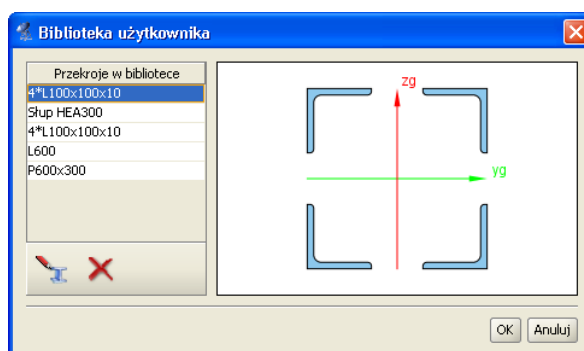 Biblioteka użytkownika
Przekroje w bibliotece
4*L100x100x10
Słup HEA300
4*L100x100x10
L600
P600x300
zg
yg
OK
Anuluj